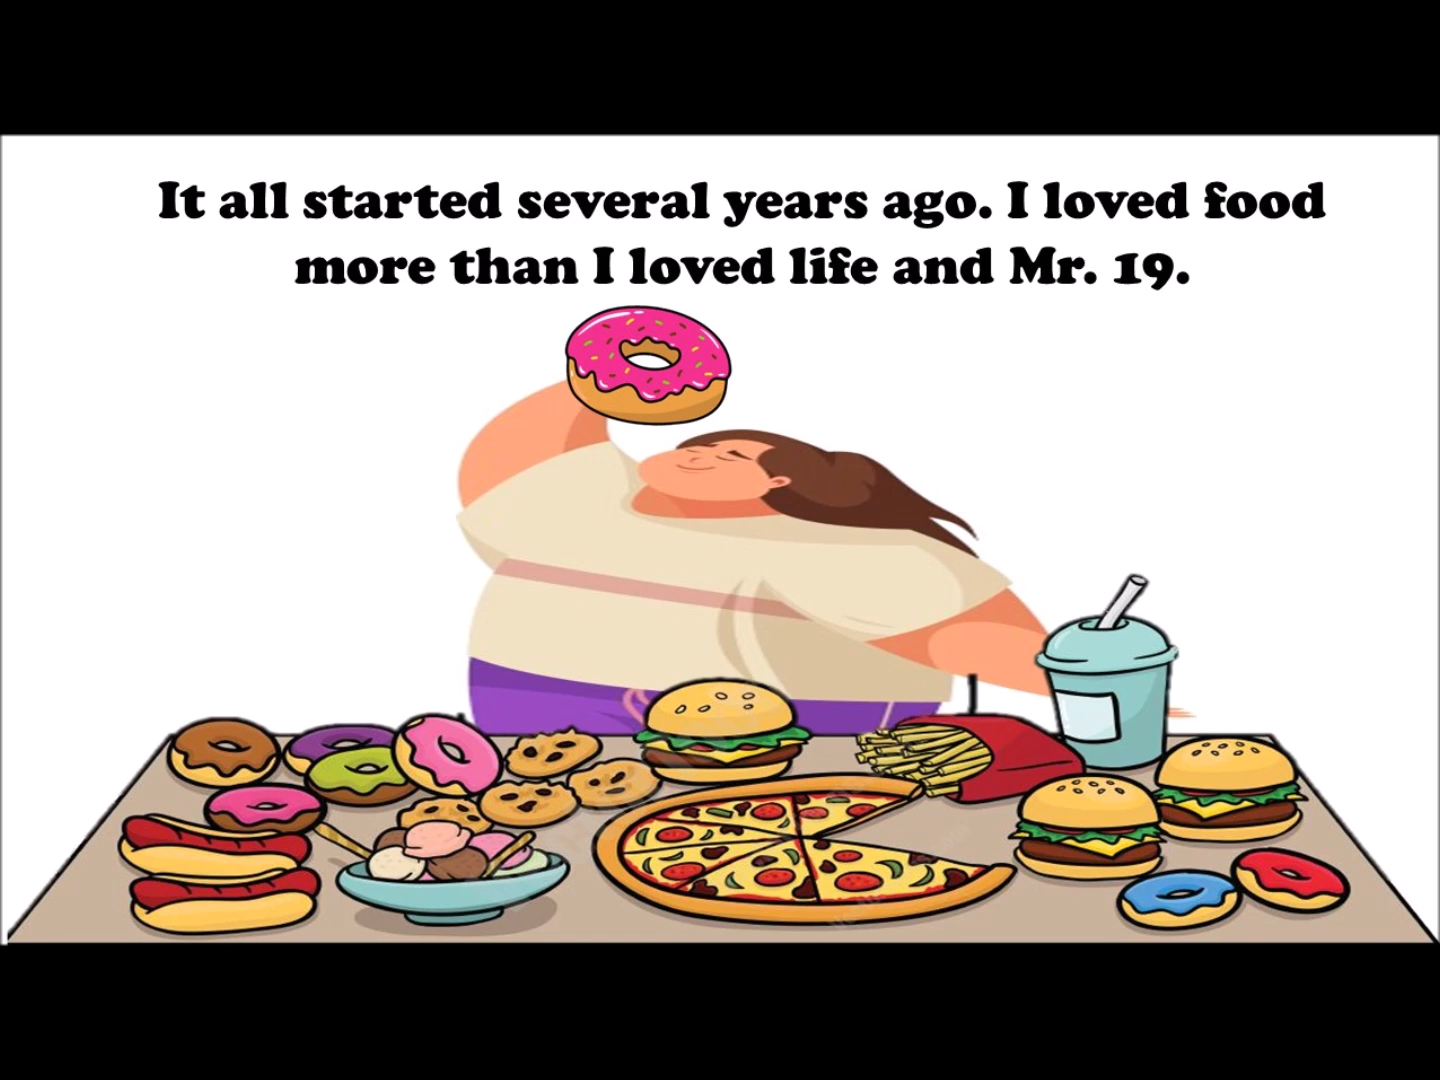 It all started several years ago. I loved food
more than I loved life and Mr. 19.